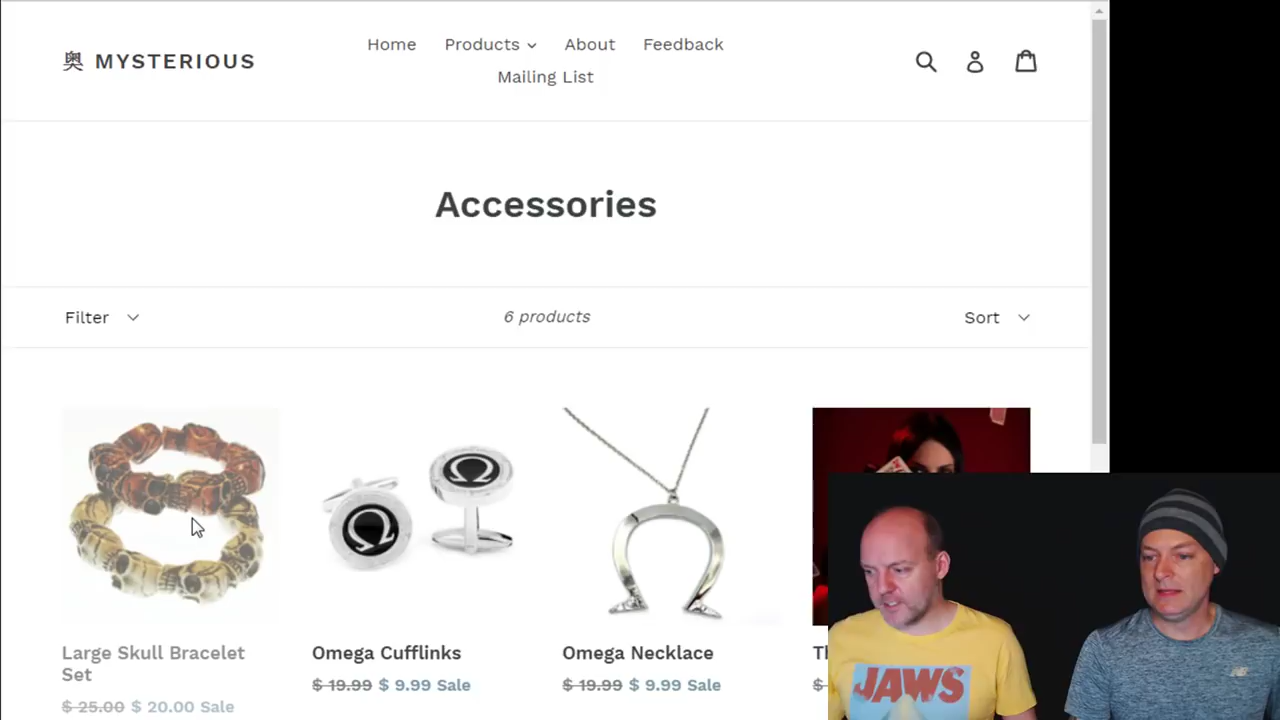 奥 MYSTERIOUS
Home Products About Feedback
Mailing List
Accessories
Filter
6 products
Sort
Large Skull Bracelet
Set
$ 25.00 $ 20.00 Sale
Omega Cufflinks
$ 19.99 $ 9.99 Sale
Omega Necklace
$ 19.99 $ 9.99 Sale
JAWS